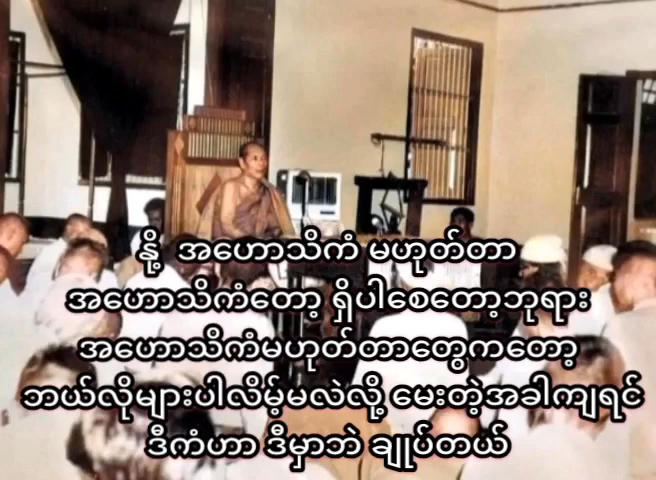 နို့ အဟောသိကံ မဟုတ်တာ
အဟောသိကံတော့ ရှိပါစေတော့ဘုရား
အဟောသိကံမဟုတ်တာတွေကတော့
ဘယ်လိုများပါလိမ့်မလဲလို့ မေးတဲ့အခါကျရင်
ဒီကံဟာ ဒီမှာဘဲ ချုပ်တယ်